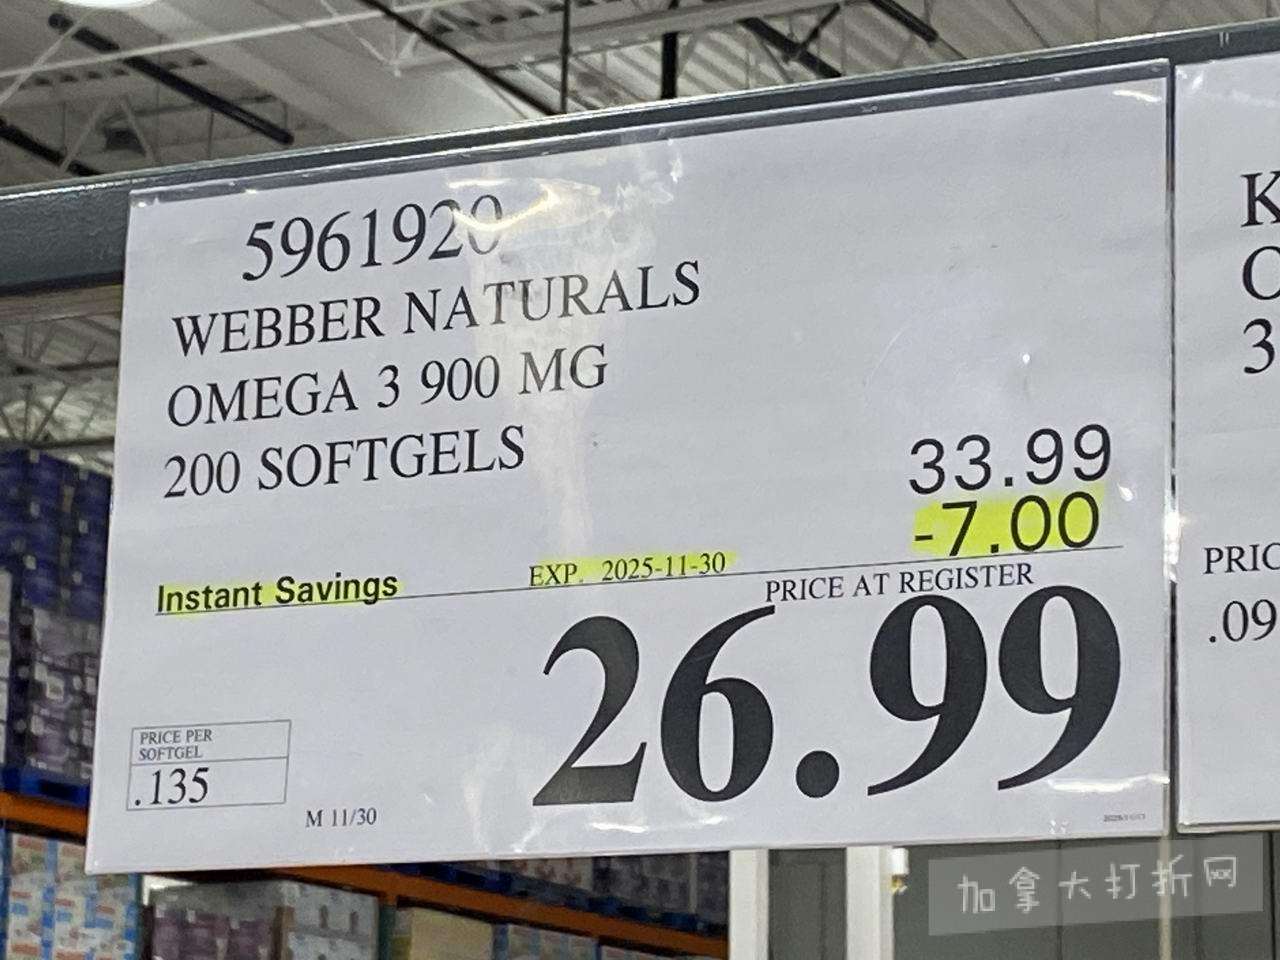 5961920
WEBBER NATURALS
OMEGA 3 900 MG
200 SOFTGELS
33.99
-7.00
Instant Savings EXP. 2025-11-30
PRICE AT REGISTER
26.99
PRICE PER
SOFTGEL
.135
M 11/30
K
O
3
PRIC
.09
加拿大打折网